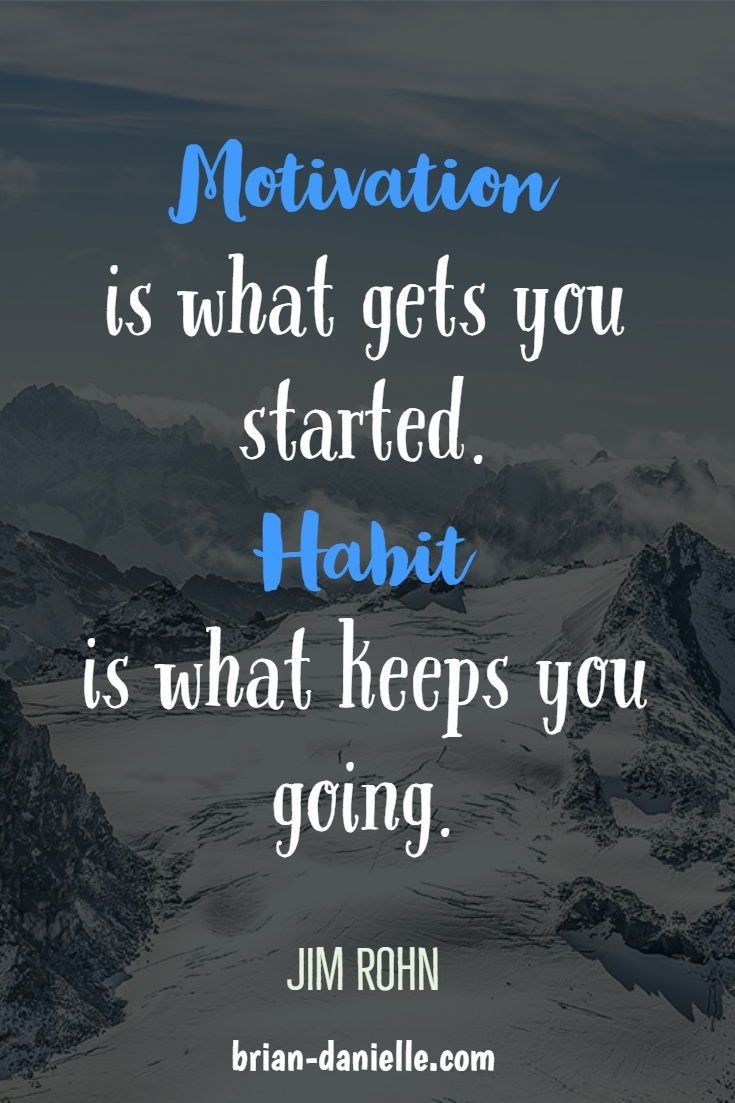 Motivation
is what gets you
started.
Habit
is what keeps you
going.
JIM ROHN
brian-danielle.com